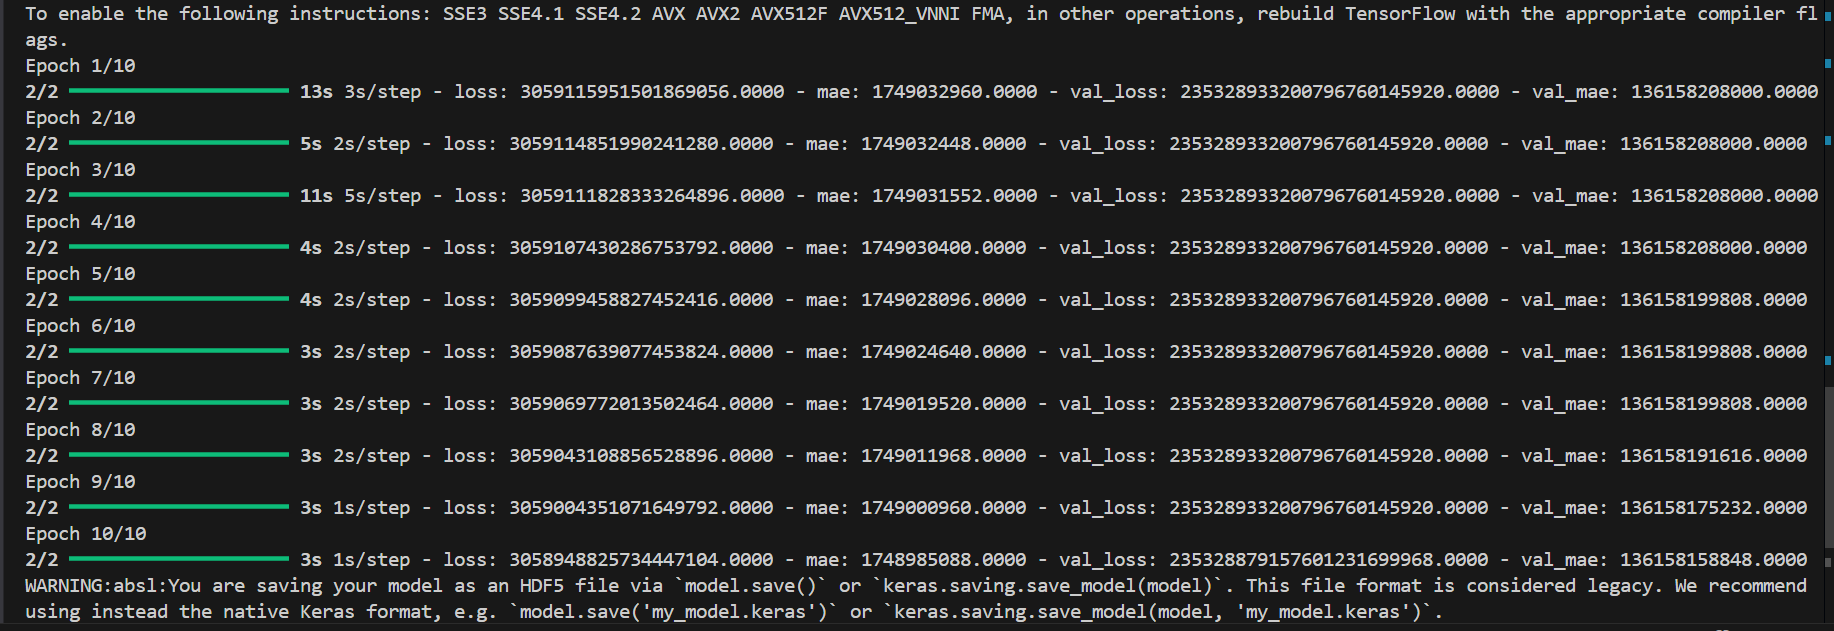 To enable the following instructions: SSE3 SSE4.1 SSE4.2 AVX AVX2 AVX512F AVX512_VNNI FMA, in other operations, rebuild TensorFlow with the appropriate compiler fl
ags.
Epoch 1/10
2/2 13s 3s/step - loss: 3059115951501869056.0000 - mae: 1749032960.0000 - val_loss: 235328933200796760145920.0000 - val_mae: 136158208000.0000
Epoch 2/10
2/2 5s 2s/step - loss: 3059114851990241280.0000 - mae: 1749032448.0000 - val_loss: 235328933200796760145920.0000 - val_mae: 136158208000.0000
Epoch 3/10
2/2 11s 5s/step - loss: 3059111828333264896.0000 - mae: 1749031552.0000 - val_loss: 235328933200796760145920.0000 - val_mae: 136158208000.0000
Epoch 4/10
2/2 4s 2s/step - loss: 3059107430286753792.0000 - mae: 1749030400.0000 - val_loss: 235328933200796760145920.0000 - val_mae: 136158208000.0000
Epoch 5/10
2/2 4s 2s/step - loss: 3059099458827452416.0000 - mae: 1749028096.0000 - val_loss: 235328933200796760145920.0000 - val_mae: 136158199808.0000
Epoch 6/10
2/2 3s 2s/step - loss: 3059087639077453824.0000 - mae: 1749024640.0000 - val_loss: 235328933200796760145920.0000 - val_mae: 136158199808.0000
Epoch 7/10
2/2 3s 2s/step - loss: 3059069772013502464.0000 - mae: 1749019520.0000 - val_loss: 235328933200796760145920.0000 - val_mae: 136158199808.0000
Epoch 8/10
2/2 3s 2s/step - loss: 3059043108856528896.0000 - mae: 1749011968.0000 - val_loss: 235328933200796760145920.0000 - val_mae: 136158191616.0000
Epoch 9/10
2/2 3s 1s/step - loss: 3059004351071649792.0000 - mae: 1749000960.0000 - val_loss: 235328933200796760145920.0000 - val_mae: 136158175232.0000
Epoch 10/10
2/2 3s 1s/step - loss: 3058948825734447104.0000 - mae: 1748985088.0000 - val_loss: 235328879157601231699968.0000 - val_mae: 136158158848.0000
WARNING:absl:You are saving your model as an HDF5 file via `model.save()` or `keras.saving.save_model(model)`. This file format is considered legacy. We recommend
using instead the native Keras format, e.g. `model.save('my_model.keras')` or `keras.saving.save_model(model, 'my_model.keras')`.